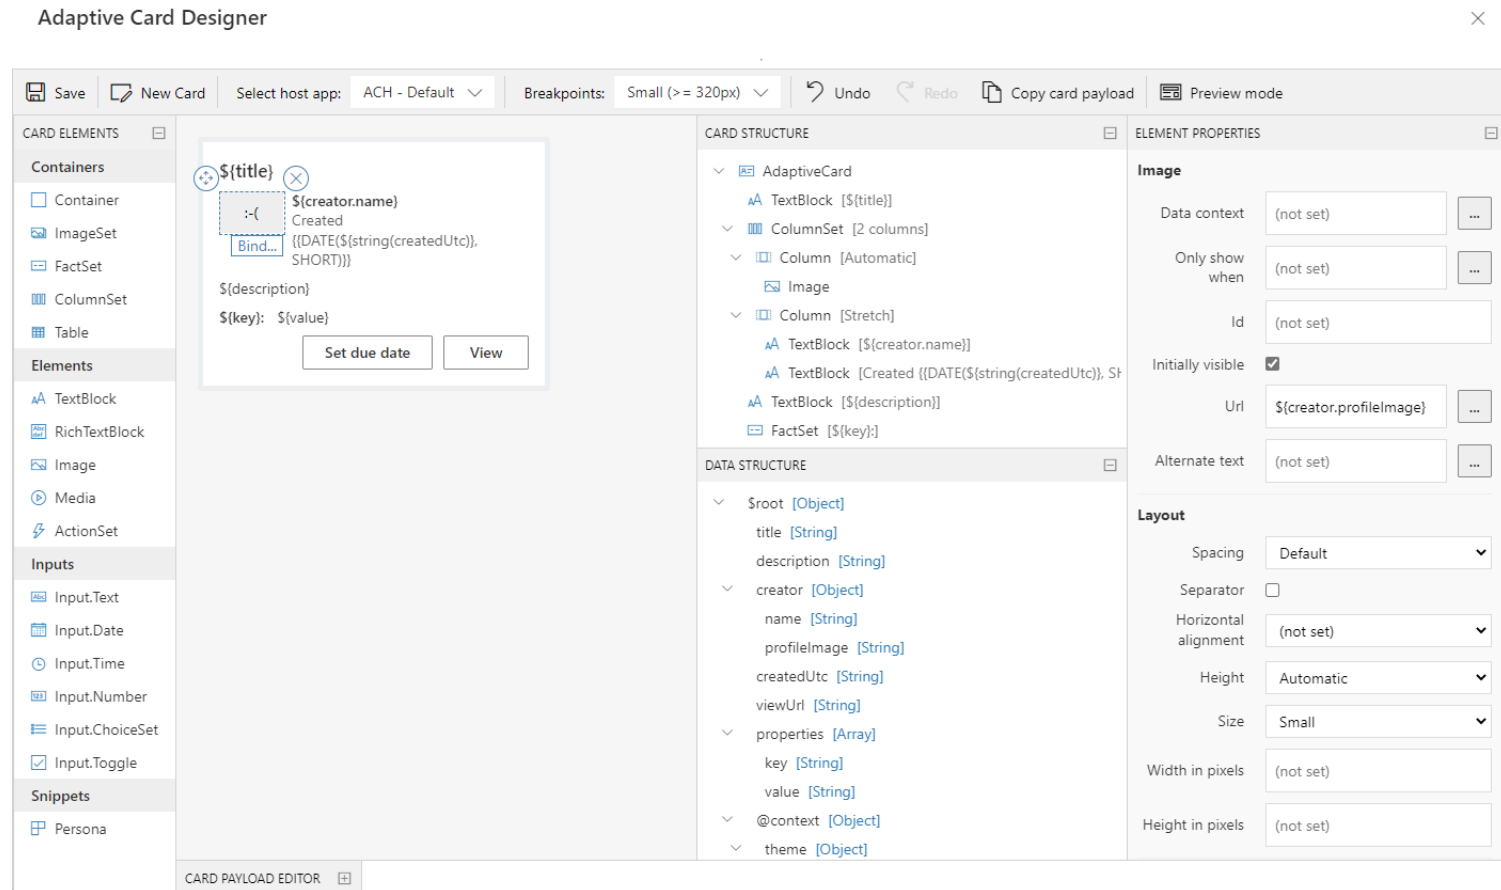 Adaptive Card Designer
Save
New Card
Select host app:
ACH - Default
Breakpoints:
Small (>= 320px)
Undo
Redo
Copy card payload
Preview mode
CARD ELEMENTS
Containers
Container
ImageSet
FactSet
ColumnSet
Table
Elements
TextBlock
RichTextBlock
Image
Media
ActionSet
Inputs
Input.Text
Input.Date
Input.Time
Input.Number
Input.ChoiceSet
Input.Toggle
Snippets
Persona
${title}
:-(
Bind...
${creator.name}
Created
{{DATE(${string(createdUtc)},
SHORT)}}
${description}
${key}: ${value}
Set due date
View
CARD PAYLOAD EDITOR
CARD STRUCTURE
AdaptiveCard
TextBlock [${title}]
ColumnSet [2 columns]
Column [Automatic]
Image
Column [Stretch]
TextBlock [${creator.name}]
TextBlock [Created {{DATE(${string(createdUtc)}, SH
TextBlock [${description}]
FactSet [${key}:]
DATA STRUCTURE
$root [Object]
title [String]
description [String]
creator [Object]
name [String]
profileImage [String]
createdUtc [String]
viewUrl [String]
properties [Array]
key [String]
value [String]
@context [Object]
theme [Object]
ELEMENT PROPERTIES
Image
Data context (not set) ...
Only show
when
(not set) ...
Id (not set)
Initially visible
Url ${creator.profileImage} ...
Alternate text (not set) ...
Layout
Spacing Default
Separator
Horizontal
alignment
(not set)
Height Automatic
Size Small
Width in pixels (not set)
Height in pixels (not set)